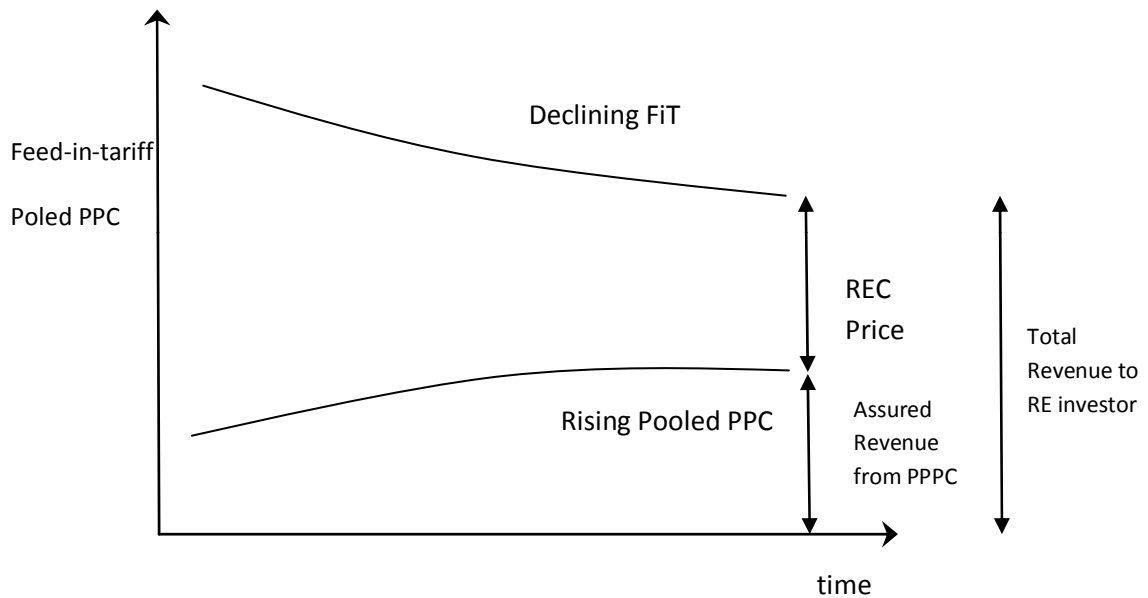 Feed-in-tariff
Poled PPC
Declining FiT
REC
Price
Total
Revenue to
RE investor
Rising Pooled PPC
Assured
Revenue
from PPPC
time